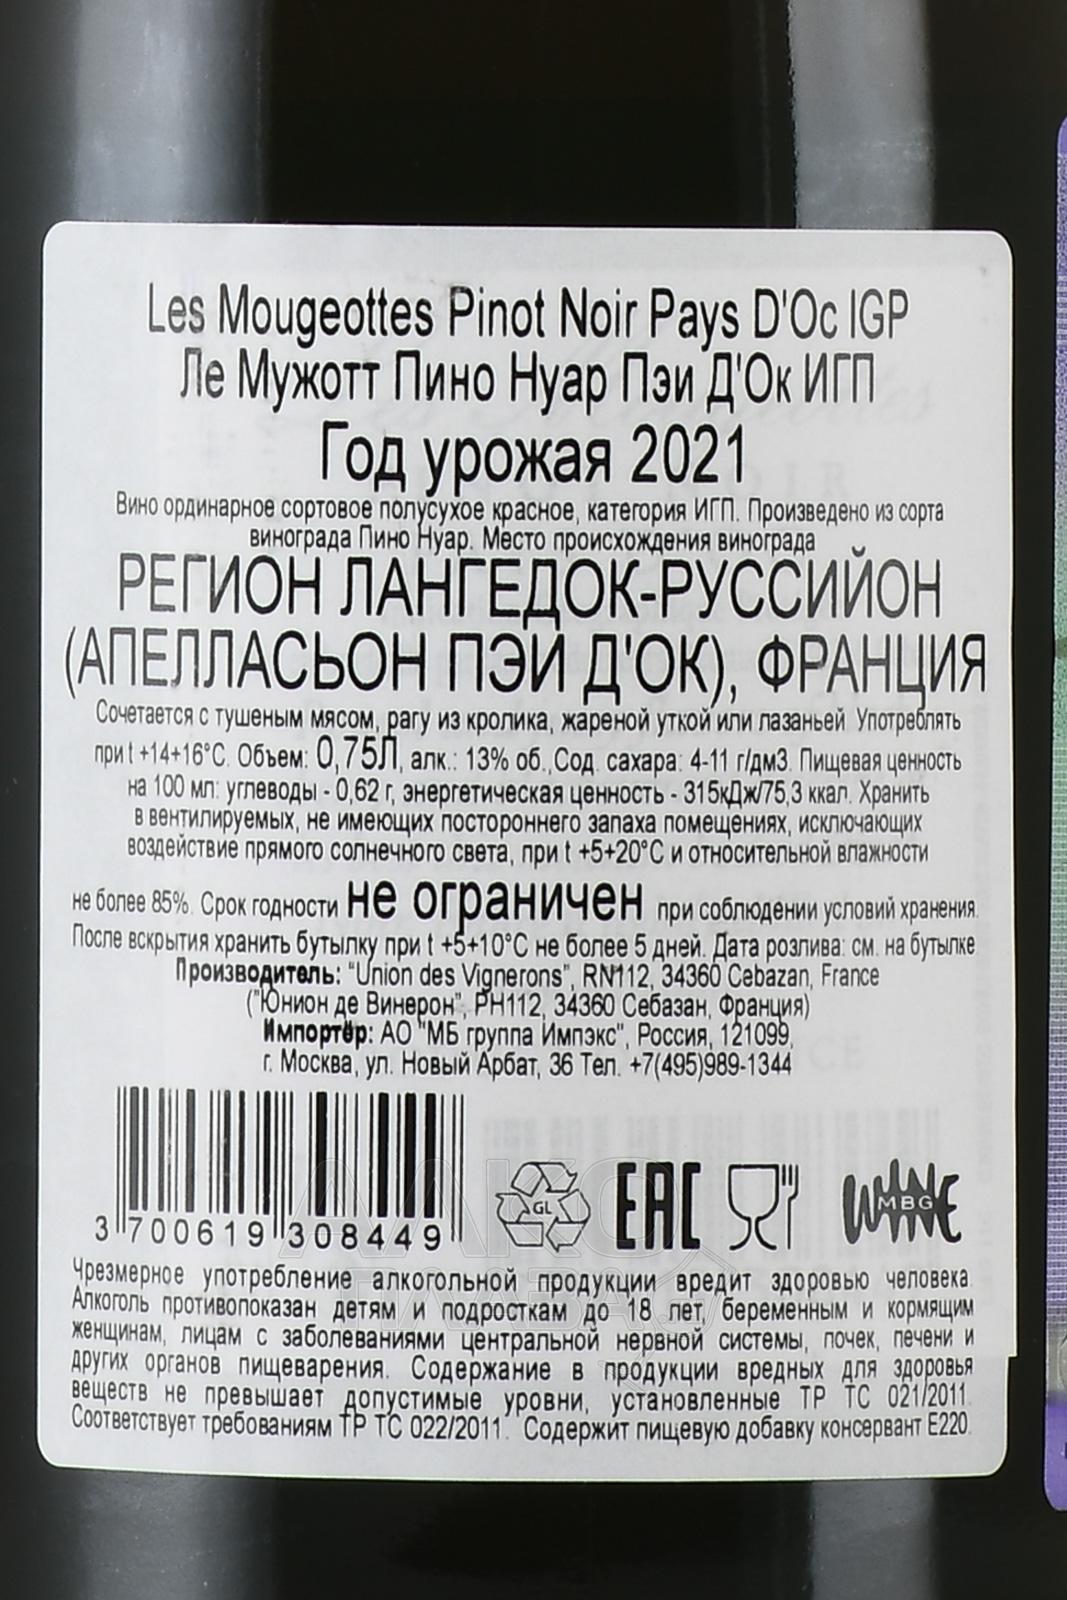 Les Mougeottes Pinot Noir Pays D'Oc IGP
Ле Мужотт Пино Нуар Пэи Д'Ок ИГП
Год урожая 2021
Вино ординарное сортовое полусухое красное, категория ИГП. Произведено из сорта
винограда Пино Нуар. Место происхождения винограда
РЕГИОН ЛАНГЕДОК-РУССИЙОН
(АПЕЛЛАСЬОН ПЭИ Д'ОК), ФРАНЦИЯ
Сочетается с тушеным мясом, рагу из кролика, жареной уткой или лазаньей. Употреблять
при t +14+16°C. Объем: 0,75Л, алк.: 13% об., Сод. сахара: 4-11 г/дм3. Пищевая ценность
на 100 мл: углеводы - 0,62 г, энергетическая ценность - 315кДж/75,3 ккал. Хранить
в вентилируемых, не имеющих постороннего запаха помещениях, исключающих
воздействие прямого солнечного света, при t +5+20°C и относительной влажности
не более 85%. Срок годности не ограничен при соблюдении условий хранения.
После вскрытия хранить бутылку при t +5+10°C не более 5 дней. Дата розлива: см. на бутылке
Производитель: "Union des Vignerons", RN112, 34360 Cebazan, France
("Юнион де Винерон", РН112, 34360 Себазан, Франция)
Импортёр: АО "МБ группа Импэкс", Россия, 121099,
г. Москва, ул. Новый Арбат, 36 Тел. +7(495)989-1344
3 700619 308449
GL
EAC
WINE
MBG
Чрезмерное употребление алкогольной продукции вредит здоровью человека.
Алкоголь противопоказан детям и подросткам до 18 лет, беременным и кормящим
женщинам, лицам с заболеваниями центральной нервной системы, почек, печени и
других органов пищеварения. Содержание в продукции вредных для здоровья
веществ не превышает допустимые уровни, установленные ТР ТС 021/2011.
Соответствует требованиям ТР ТС 022/2011. Содержит пищевую добавку консервант Е220.